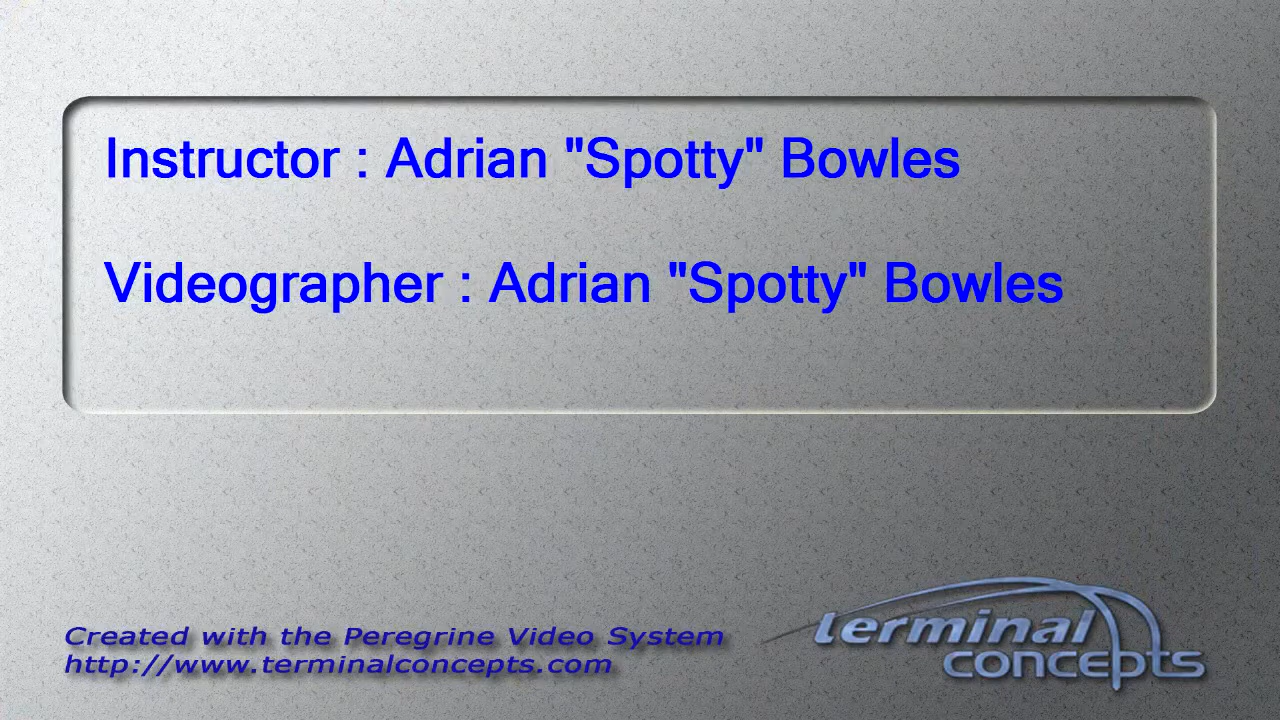 Instructor : Adrian "Spotty" Bowles
Videographer : Adrian "Spotty" Bowles
Created with the Peregrine Video System
http://www.terminalconcepts.com
terminal
concepts